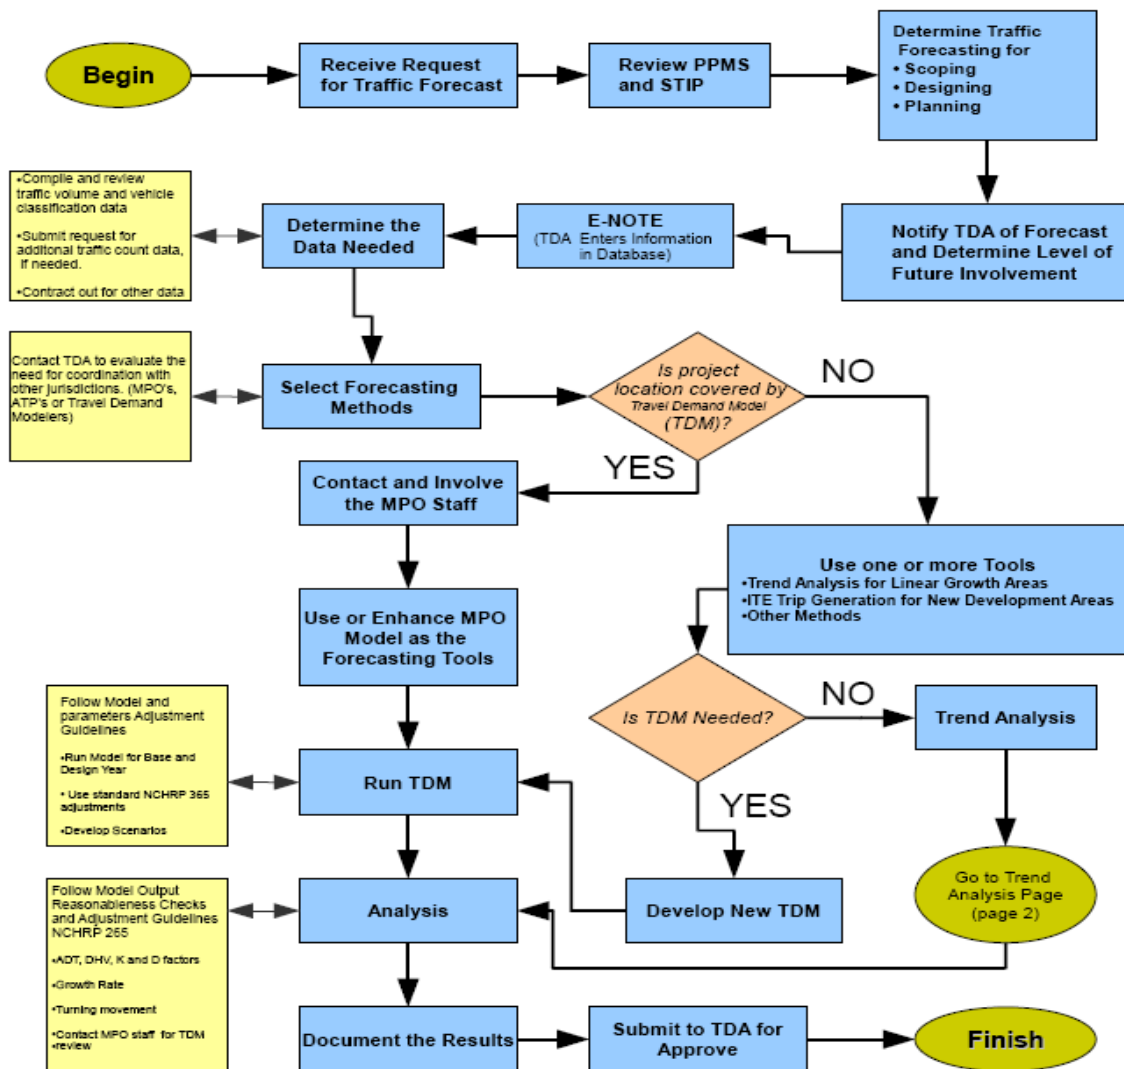 Begin
Receive Request
for Traffic Forecast
Review PPMS
and STIP
Determine Traffic
Forecasting for
• Scoping
• Designing
• Planning
•Compile and review
traffic volume and vehicle
classification data
•Submit request for
additonal traffic count data,
if needed.
•Contract out for other data
Determine the
Data Needed
E-NOTE
(TDA Enters Information
in Database)
Notify TDA of Forecast
and Determine Level of
Future Involvement
Contact TDA to evaluate the
need for coordination with
other jurisdictions. (MPO's,
ATP's or Travel Demand
Modelers)
Select Forecasting
Methods
Is project
location covered by
Travel Demand Model
(TDM)?
NO
YES
Contact and Involve
the MPO Staff
Use one or more Tools
•Trend Analysis for Linear Growth Areas
•ITE Trip Generation for New Development Areas
•Other Methods
Use or Enhance MPO
Model as the
Forecasting Tools
Is TDM Needed?
NO
Trend Analysis
YES
Follow Model and
parameters Adjustment
Guidelines
•Run Model for Base and
Design Year
• Use standard NCHRP 365
adjustments
•Develop Scenarios
Run TDM
Go to Trend
Analysis Page
(page 2)
Follow Model Output
Reasonableness Checks
and Adjustment Guidelines
NCHRP 265
•ADT, DHV, K and D factors
•Growth Rate
•Turning movement
•Contact MPO staff for TDM
•review
Analysis
Develop New TDM
Document the Results
Submit to TDA for
Approve
Finish